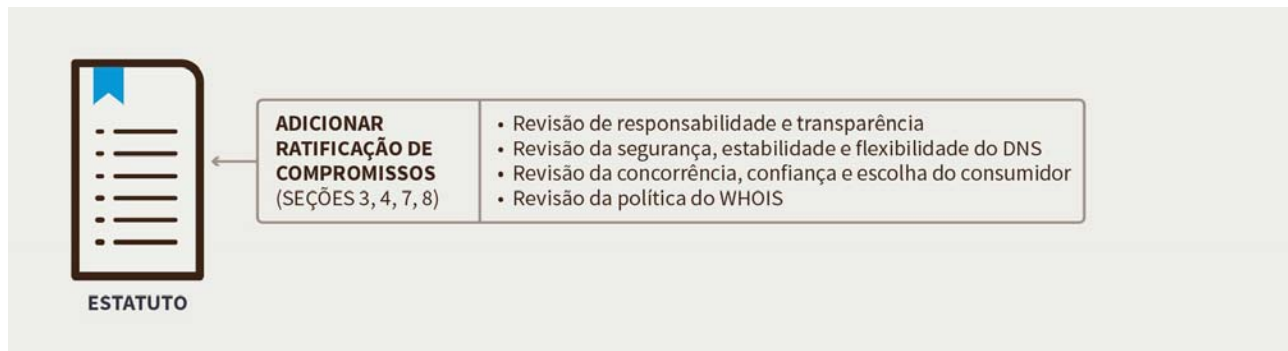 ADICIONAR
RATIFICAÇÃO DE
COMPROMISSOS
(SEÇÕES 3, 4, 7, 8)
• Revisão de responsabilidade e transparência
• Revisão da segurança, estabilidade e flexibilidade do DNS
• Revisão da concorrência, confiança e escolha do consumidor
• Revisão da política do WHOIS
ESTATUTO